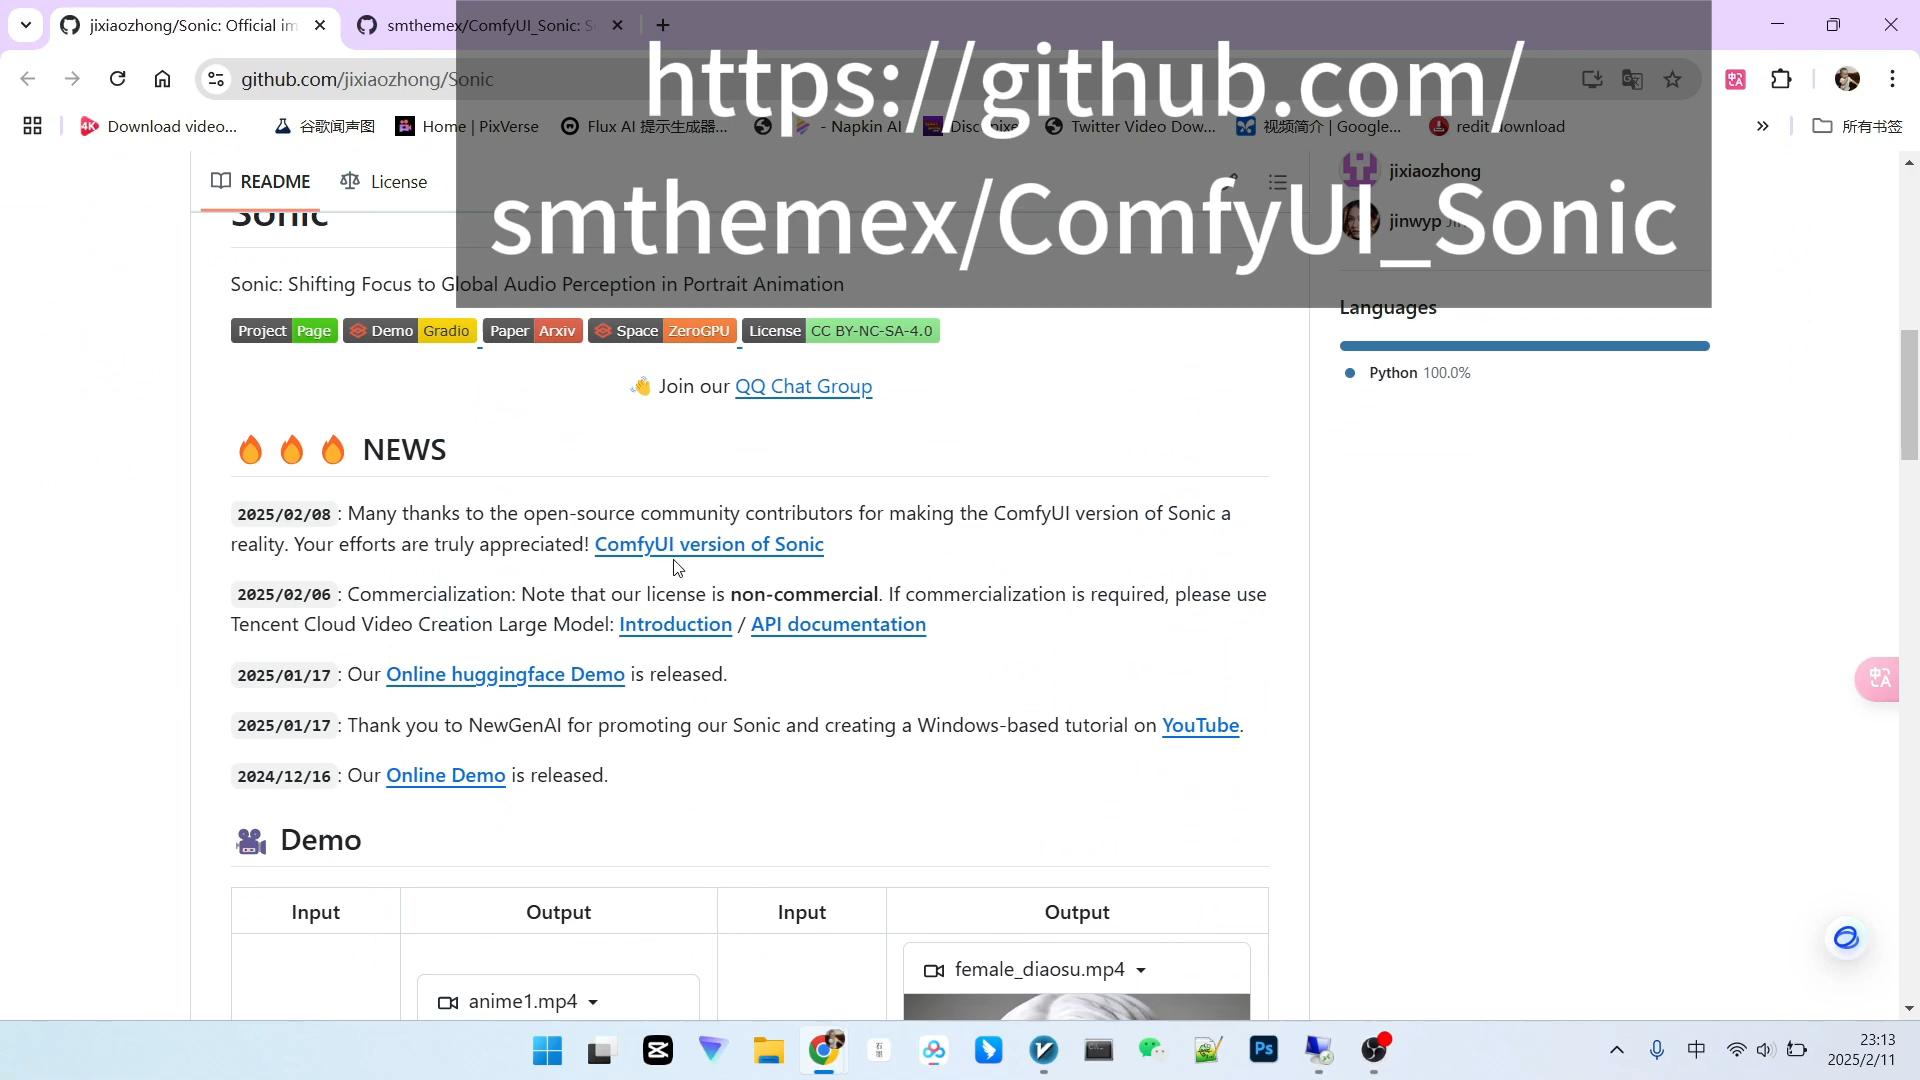 jixiaozhong/Sonic: Official im
smthemex/ComfyUI_Sonic: S
https://github.com/
smthemex/ComfyUI_Sonic
github.com/jixiaozhong/Sonic
Download video...
谷歌闻声图
Home | PixVerse
Flux AI 提示生成器...
- Napkin AI
Twitter Video Dow...
视频简介 | Google...
所有书签
README
License
jixiaozhong
jinwyp
Sonic
Sonic: Shifting Focus to Global Audio Perception in Portrait Animation
Project Page Demo Gradio Paper Arxiv Space ZeroGPU License CC BY-NC-SA-4.0
Languages
Python 100.0%
Join our QQ Chat Group
NEWS
2025/02/08 : Many thanks to the open-source community contributors for making the ComfyUI version of Sonic a
reality. Your efforts are truly appreciated! ComfyUI version of Sonic
2025/02/06 : Commercialization: Note that our license is non-commercial. If commercialization is required, please use
Tencent Cloud Video Creation Large Model: Introduction / API documentation
2025/01/17 : Our Online huggingface Demo is released.
2025/01/17 : Thank you to NewGenAI for promoting our Sonic and creating a Windows-based tutorial on YouTube.
2024/12/16 : Our Online Demo is released.
Demo
Input Output Input Output
female_diaosu.mp4
anime1.mp4
石墨
Ps
中
23:13
2025/2/11